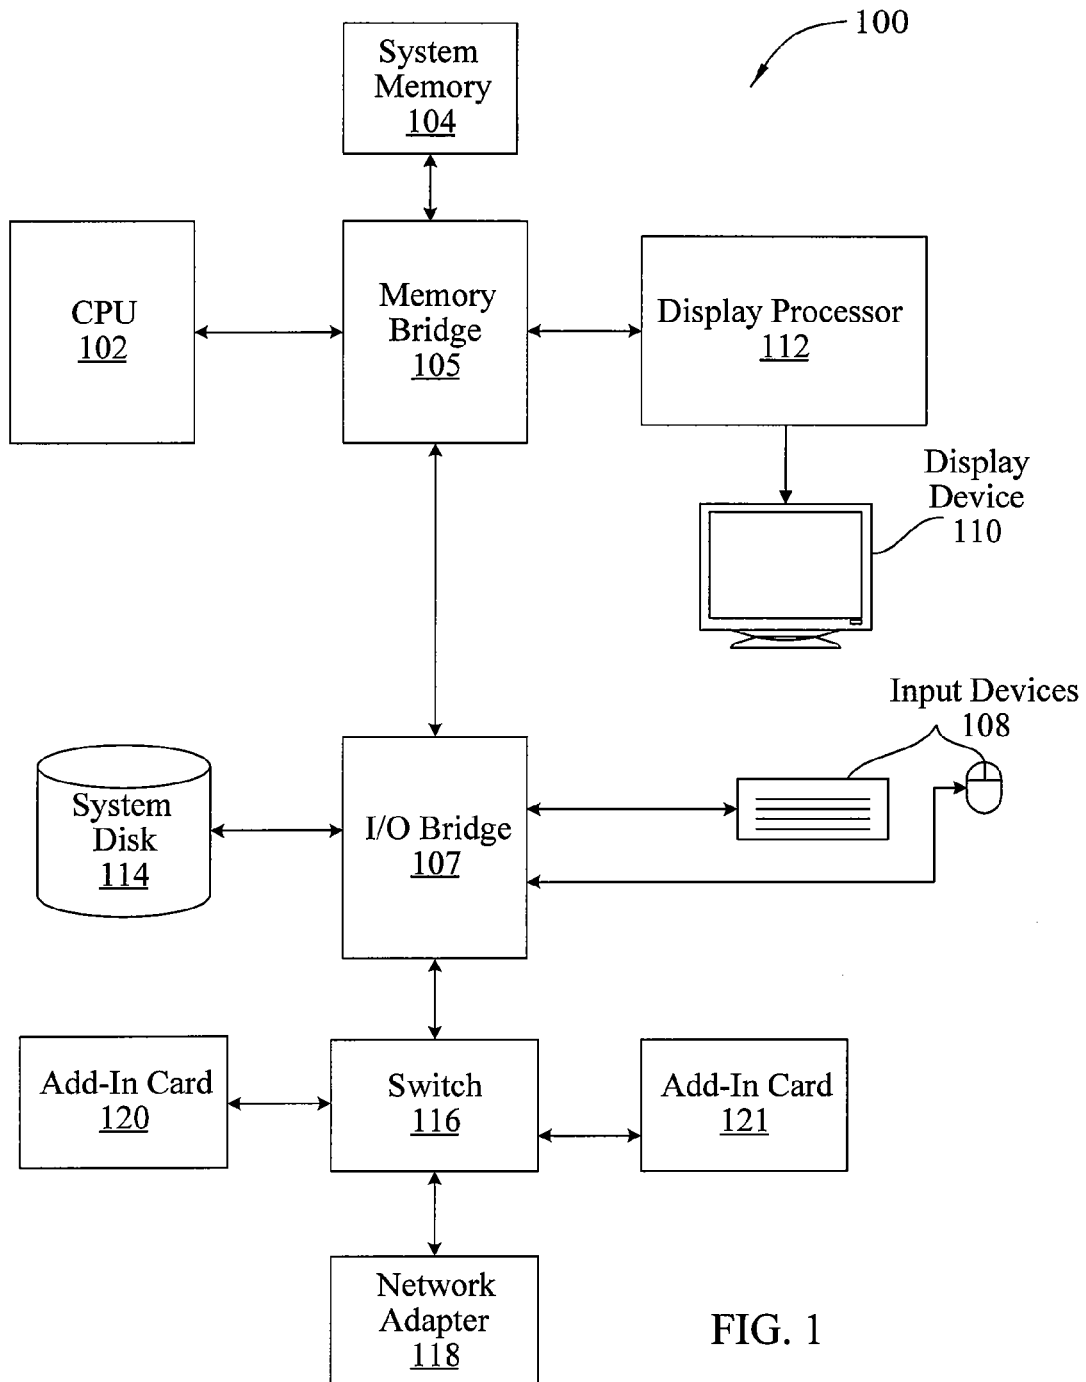 100
System
Memory
104
CPU
102
Memory
Bridge
105
Display Processor
112
Display
Device
110
Input Devices
108
System
Disk
114
I/O Bridge
107
Add-In Card
120
Switch
116
Add-In Card
121
Network
Adapter
118
FIG. 1